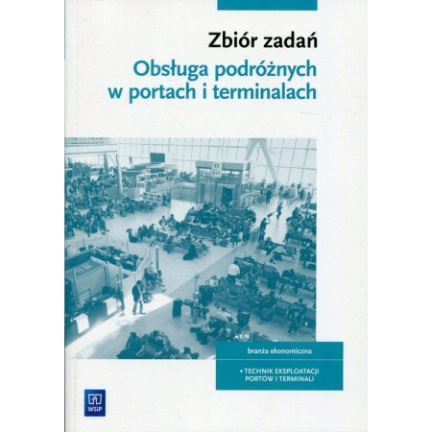 Zbiór zadań
Obsługa podróżnych
w portach i terminalach
branża ekonomiczna
• TECHNIK EKSPLOATACJI
PORTÓW I TERMINALI
WSiP